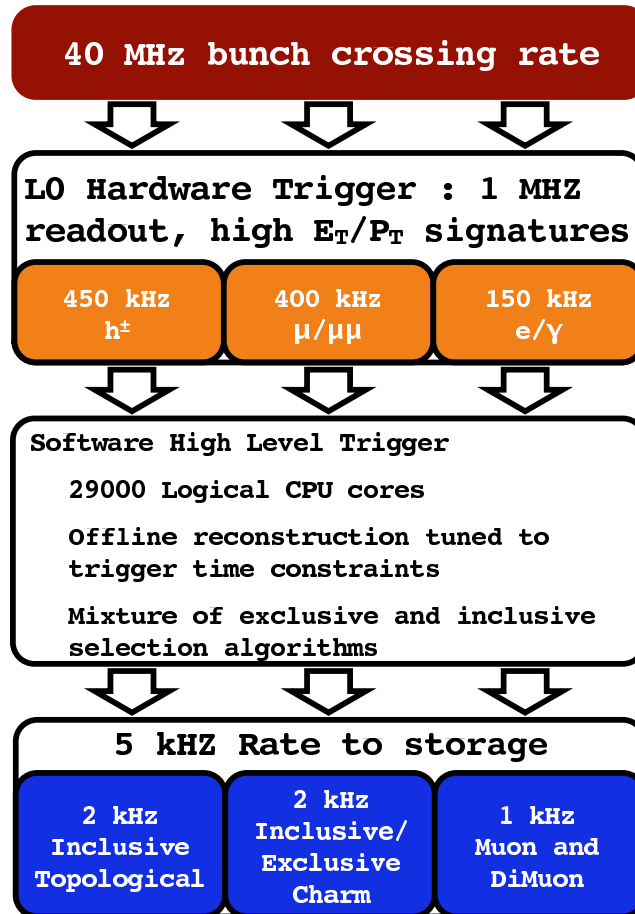 40 MHz bunch crossing rate
L0 Hardware Trigger : 1 MHZ
readout, high ET/PT signatures
450 kHz
h±
400 kHz
μ/μμ
150 kHz
e/γ
Software High Level Trigger
29000 Logical CPU cores
Offline reconstruction tuned to
trigger time constraints
Mixture of exclusive and inclusive
selection algorithms
5 kHZ Rate to storage
2 kHz
Inclusive
Topological
2 kHz
Inclusive/
Exclusive
Charm
1 kHz
Muon and
DiMuon